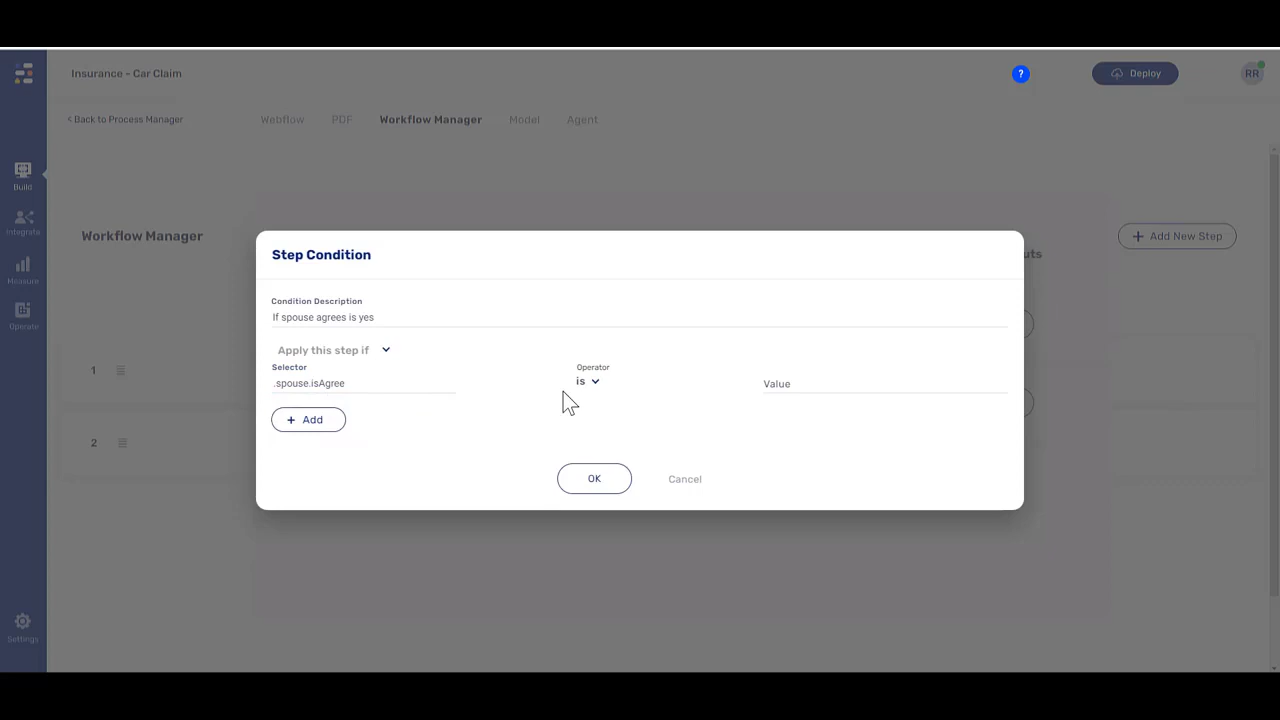 Insurance - Car Claim
?
Deploy
RR
< Back to Process Manager
Webflow
PDF
Workflow Manager
Model
Agent
Build
Integrate
Measure
Operate
Settings
Workflow Manager
+ Add New Step
uts
1
2
Step Condition
Condition Description
If spouse agrees is yes
Apply this step if
Selector
.spouse.isAgree
Operator
is
Value
+ Add
OK
Cancel